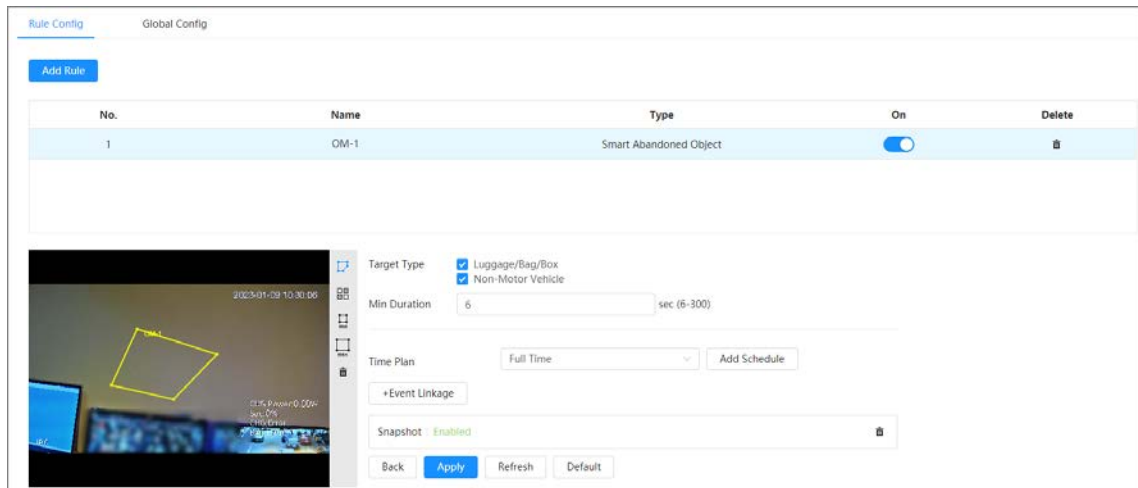 Rule Config Global Config
Add Rule
No. Name Type On Delete
1 OM-1 Smart Abandoned Object
2023-01-09 10:30:06
OM-1
Target Type Luggage/Bag/Box
Non-Motor Vehicle
Min Duration 6 sec (6-300)
Time Plan Full Time Add Schedule
+Event Linkage
Snapshot : Enabled
Back Apply Refresh Default